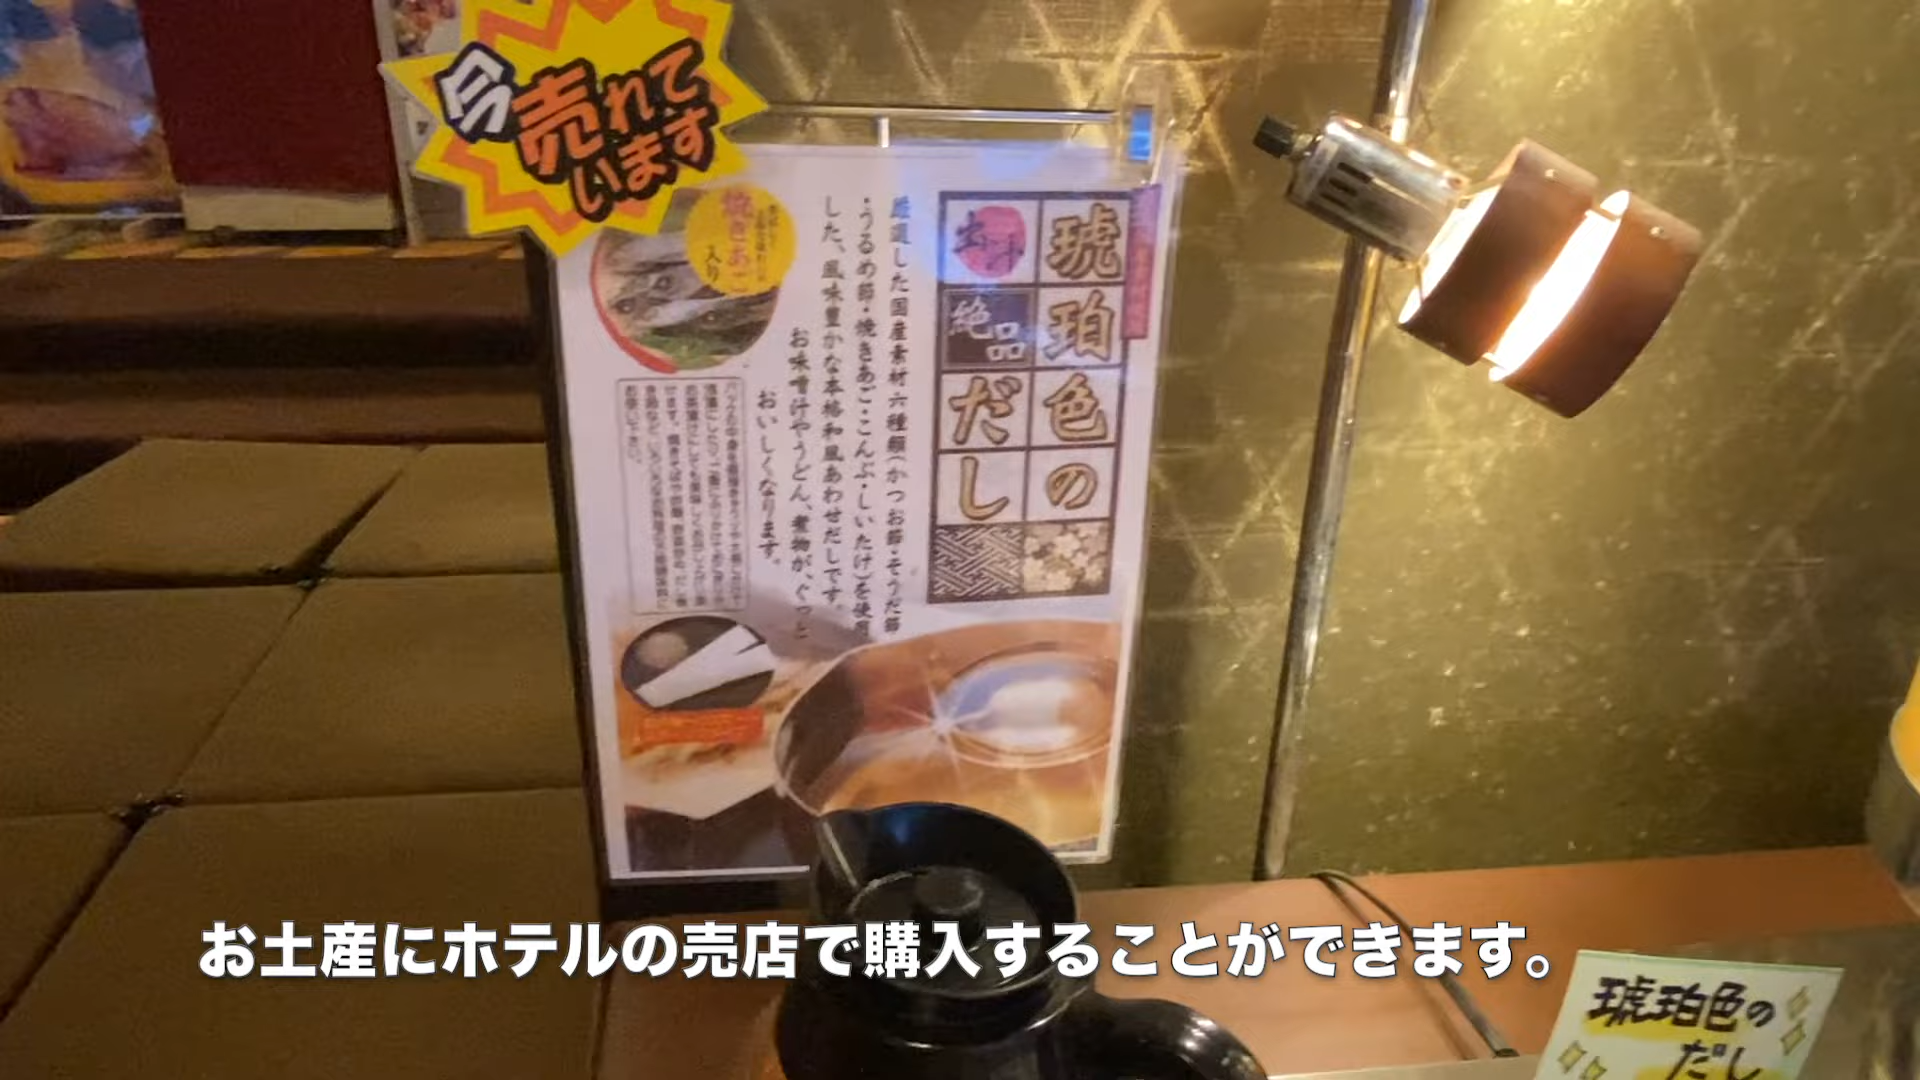 今売れて
います
琥珀色の
だし
絶品
厳選した国産素材六種類(かつお節・そうだ節
・うるめ節・焼きあご・こんぶ・しいたけ)を使用
した、風味豊かな本格和風あわせだしです。
お味噌汁やうどん、煮物が、ぐっと
おいしくなります。
焼きあご
入り
お土産にホテルの売店で購入することができます。
琥珀色の
だし